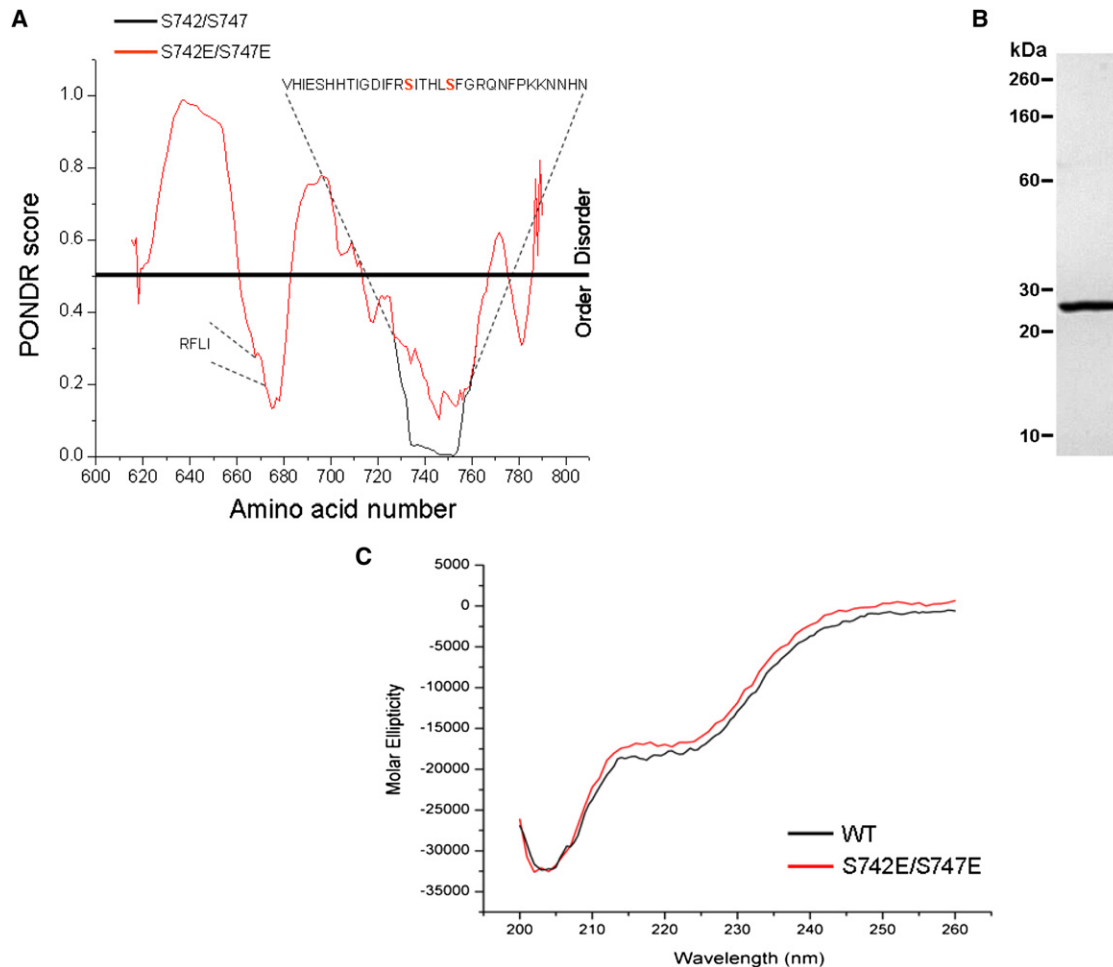 A
S742/S747
S742E/S747E
VHIESHHTIGDIFRSITHLSFGRQNFPKKNNHN
1.0
0.8
0.6
0.4
0.2
0.0
PONDR score
Disorder
Order
RFLI
600 620 640 660 680 700 720 740 760 780 800
Amino acid number
B
kDa
260
160
60
30
20
10
C
5000
0
-5000
-10000
-15000
-20000
-25000
-30000
-35000
Molar Ellipticity
WT
S742E/S747E
200 210 220 230 240 250 260
Wavelength (nm)